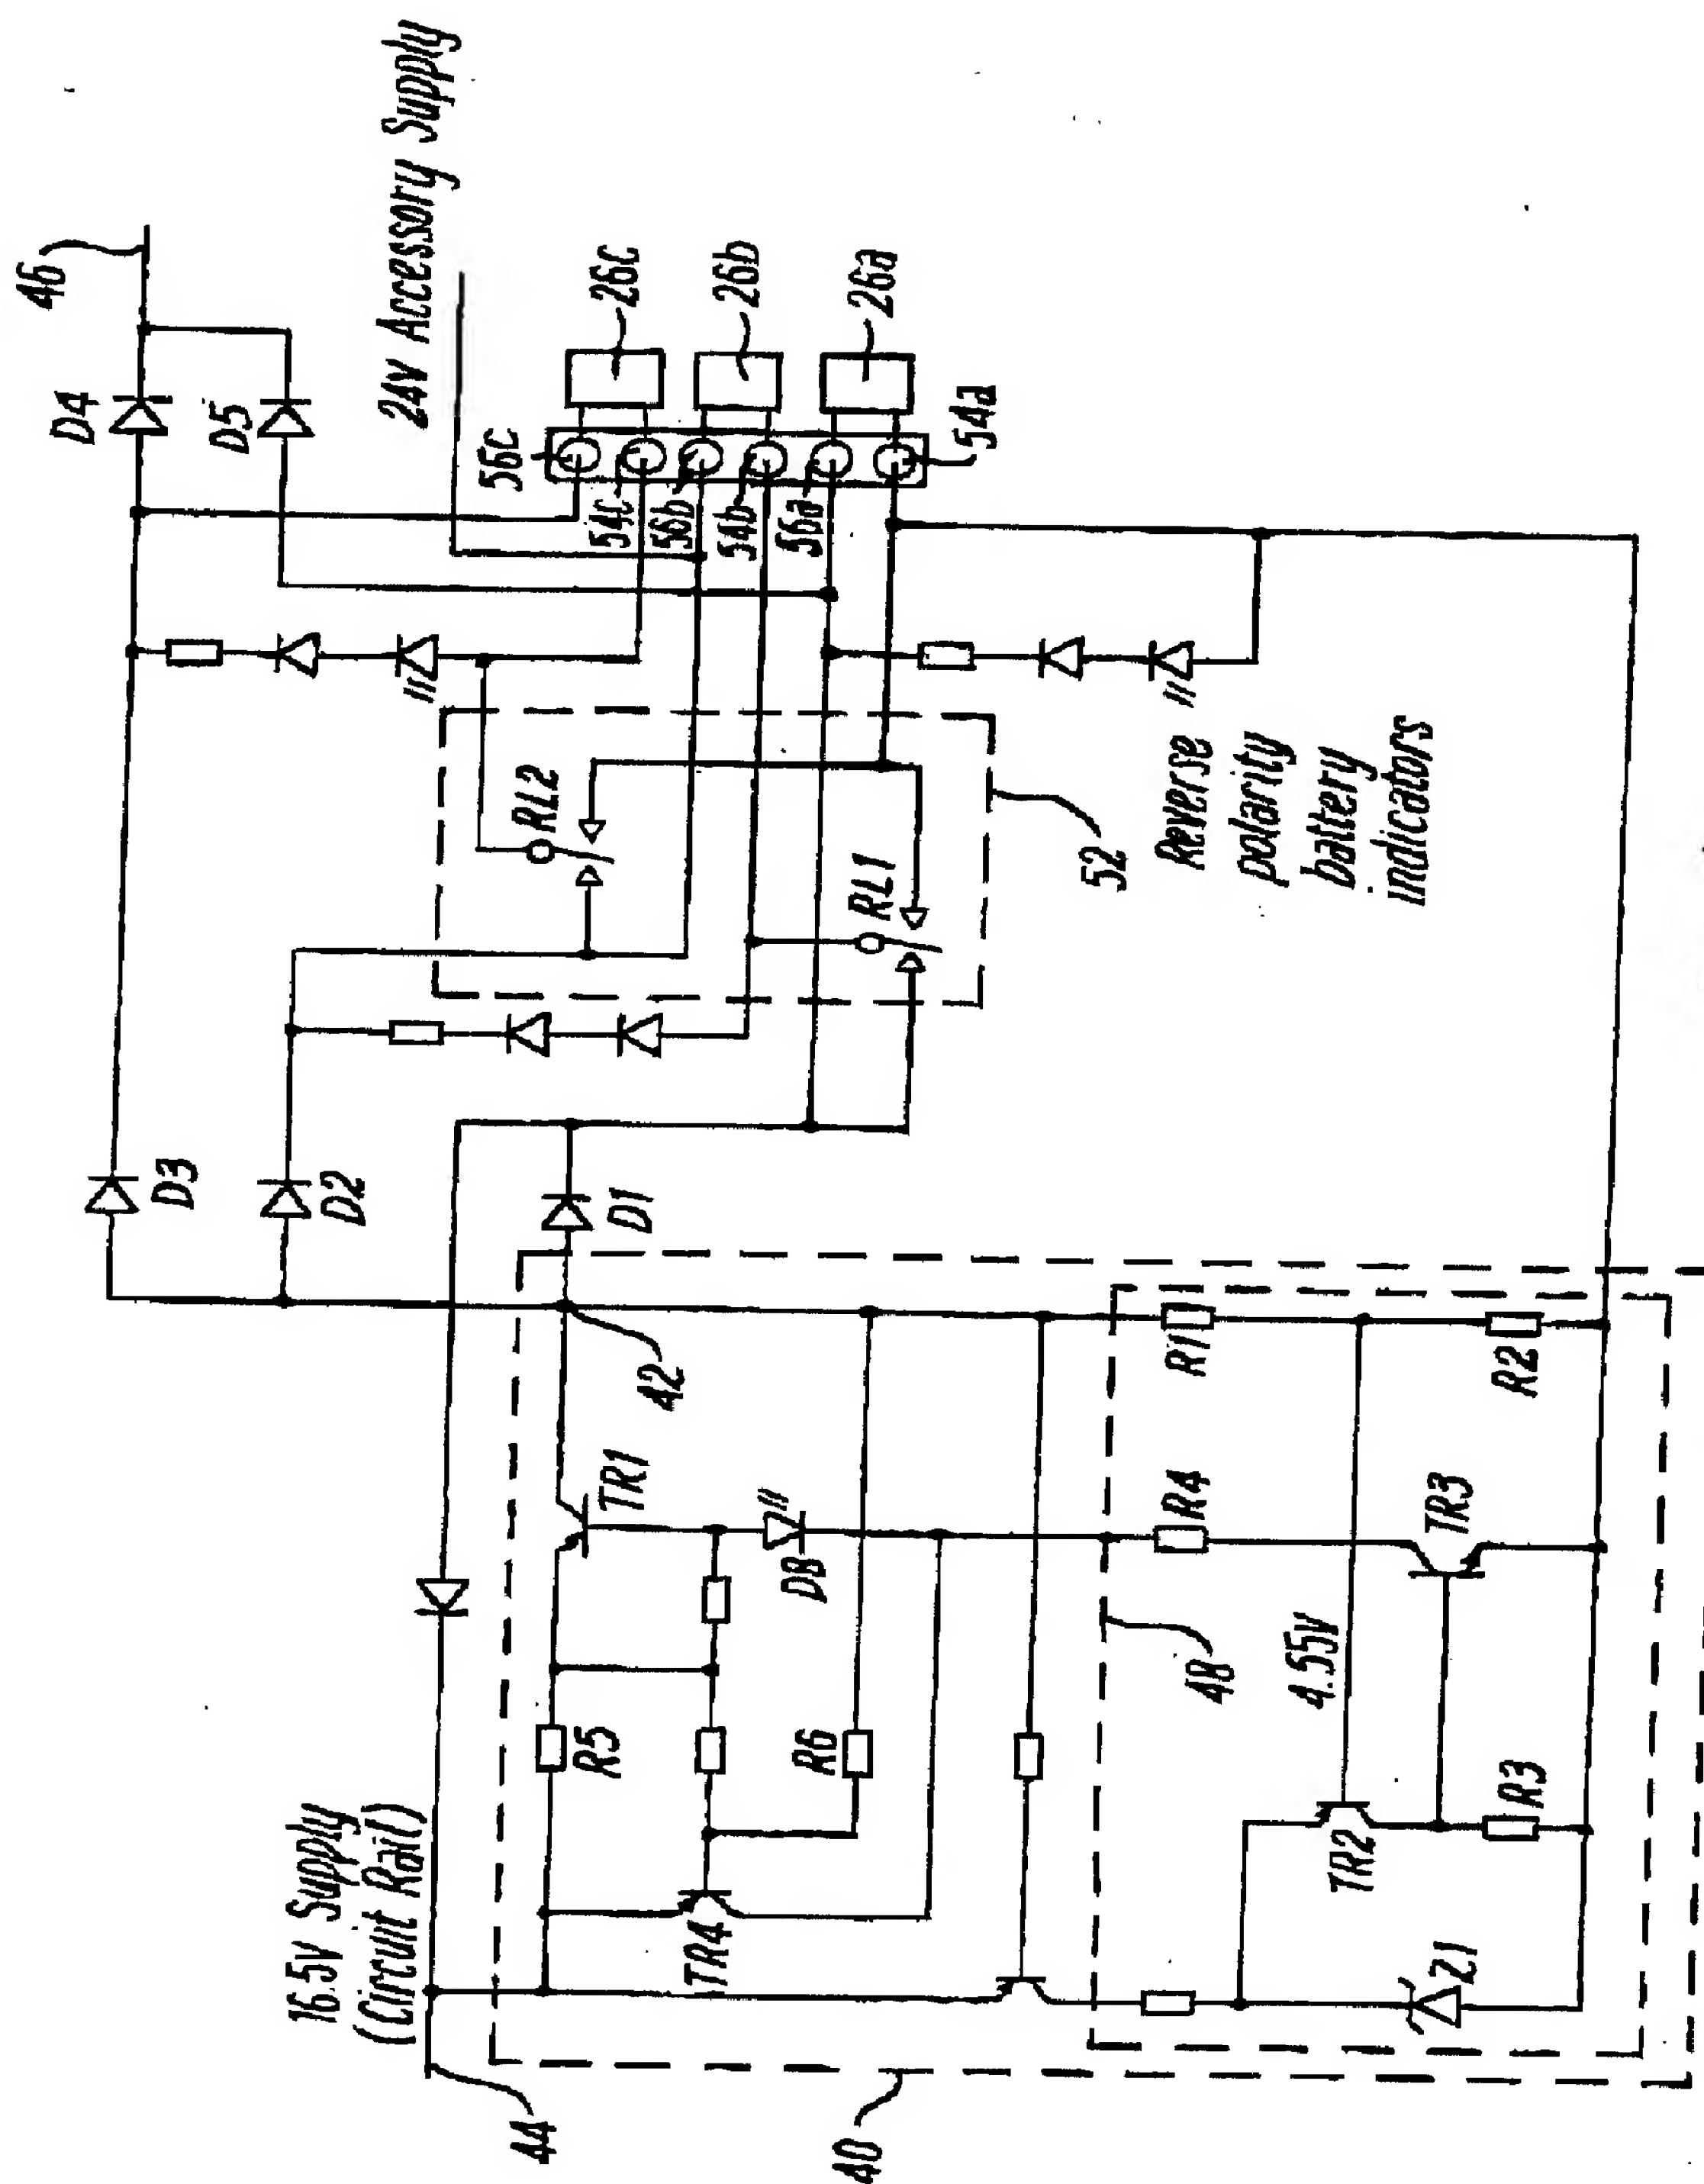 46
D4
D5
24V Accessory Supply
56c
54c
56b
54b
56a
54a
26c
26b
26a
D3
D2
D1
RL2
RL1
52
Reverse
polarity
battery
indicators
42
TR1
D8
R1
R2
R4
TR3
48
4.55V
R5
R6
R3
TR2
TR4
Z1
16.5V Supply
(Circuit Rail)
44
40